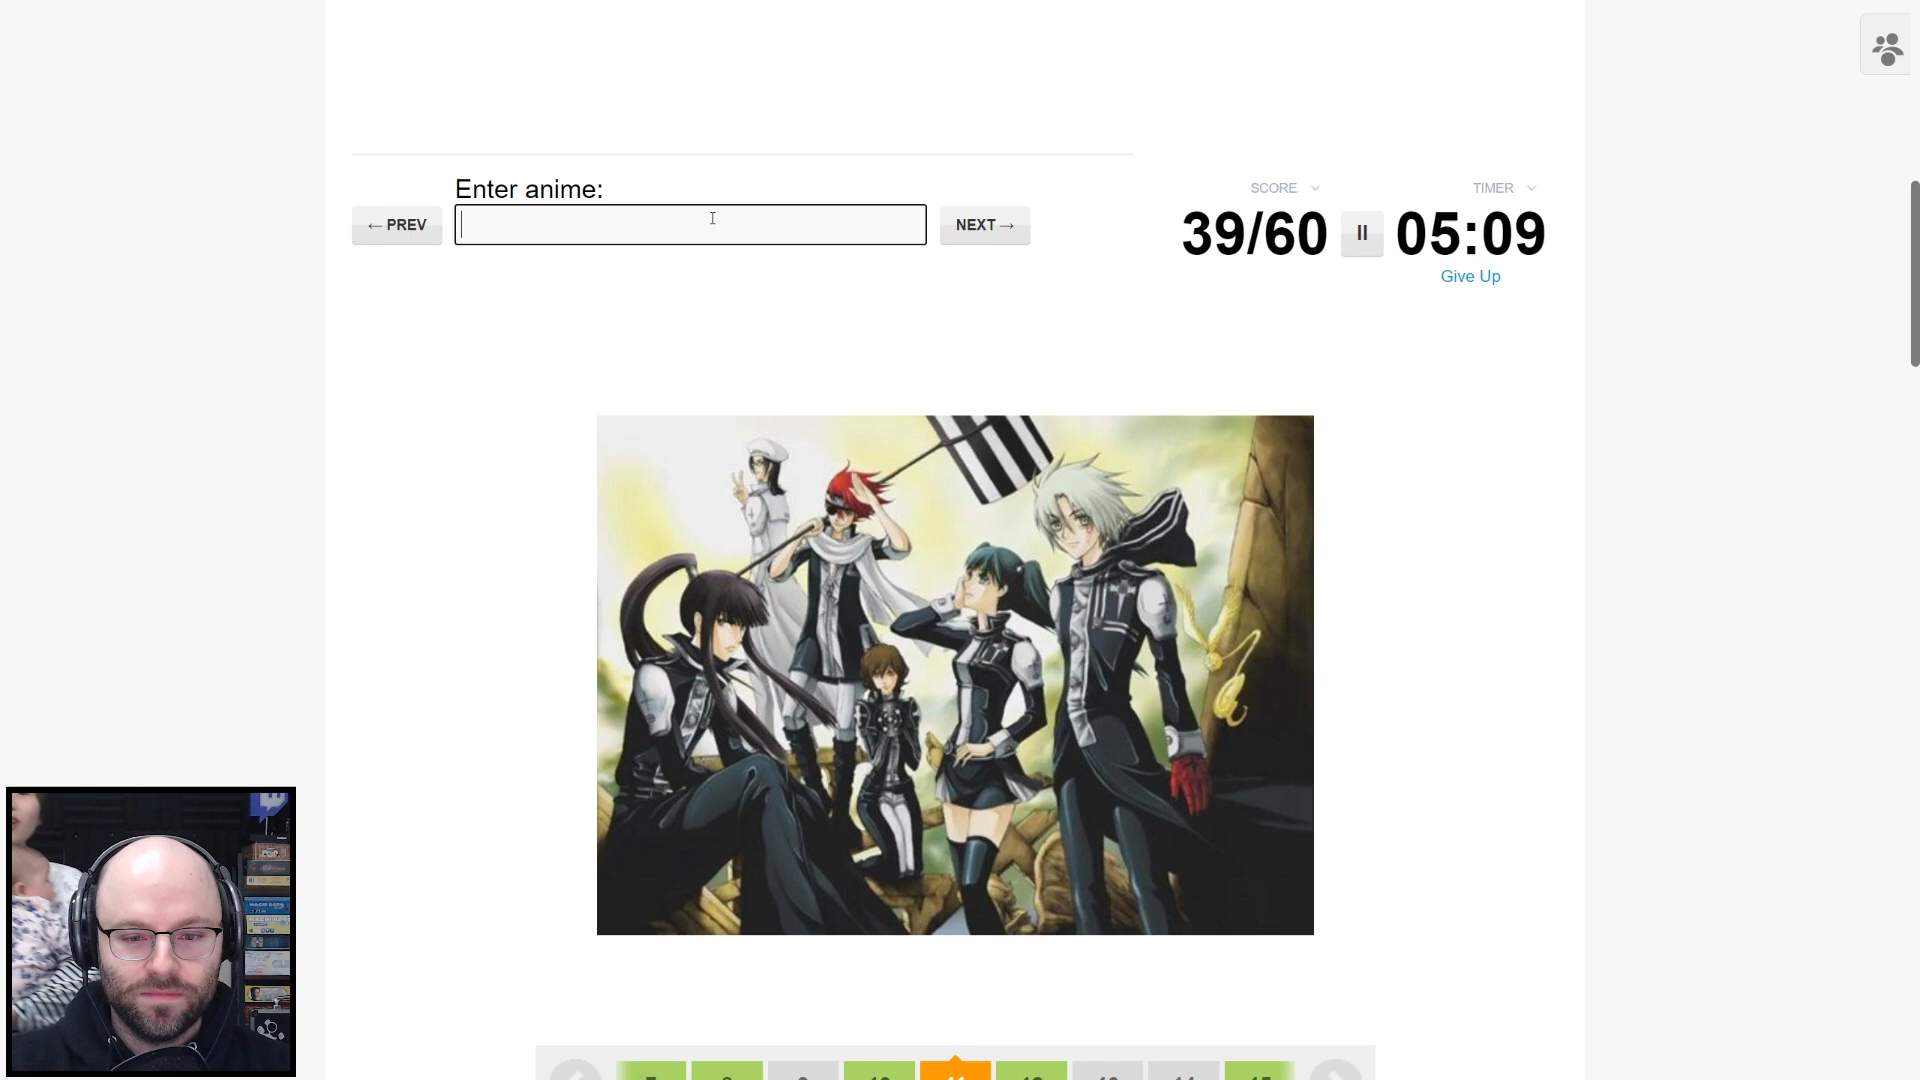 Enter anime:
← PREV
NEXT →
SCORE
TIMER
39/60
05:09
Give Up